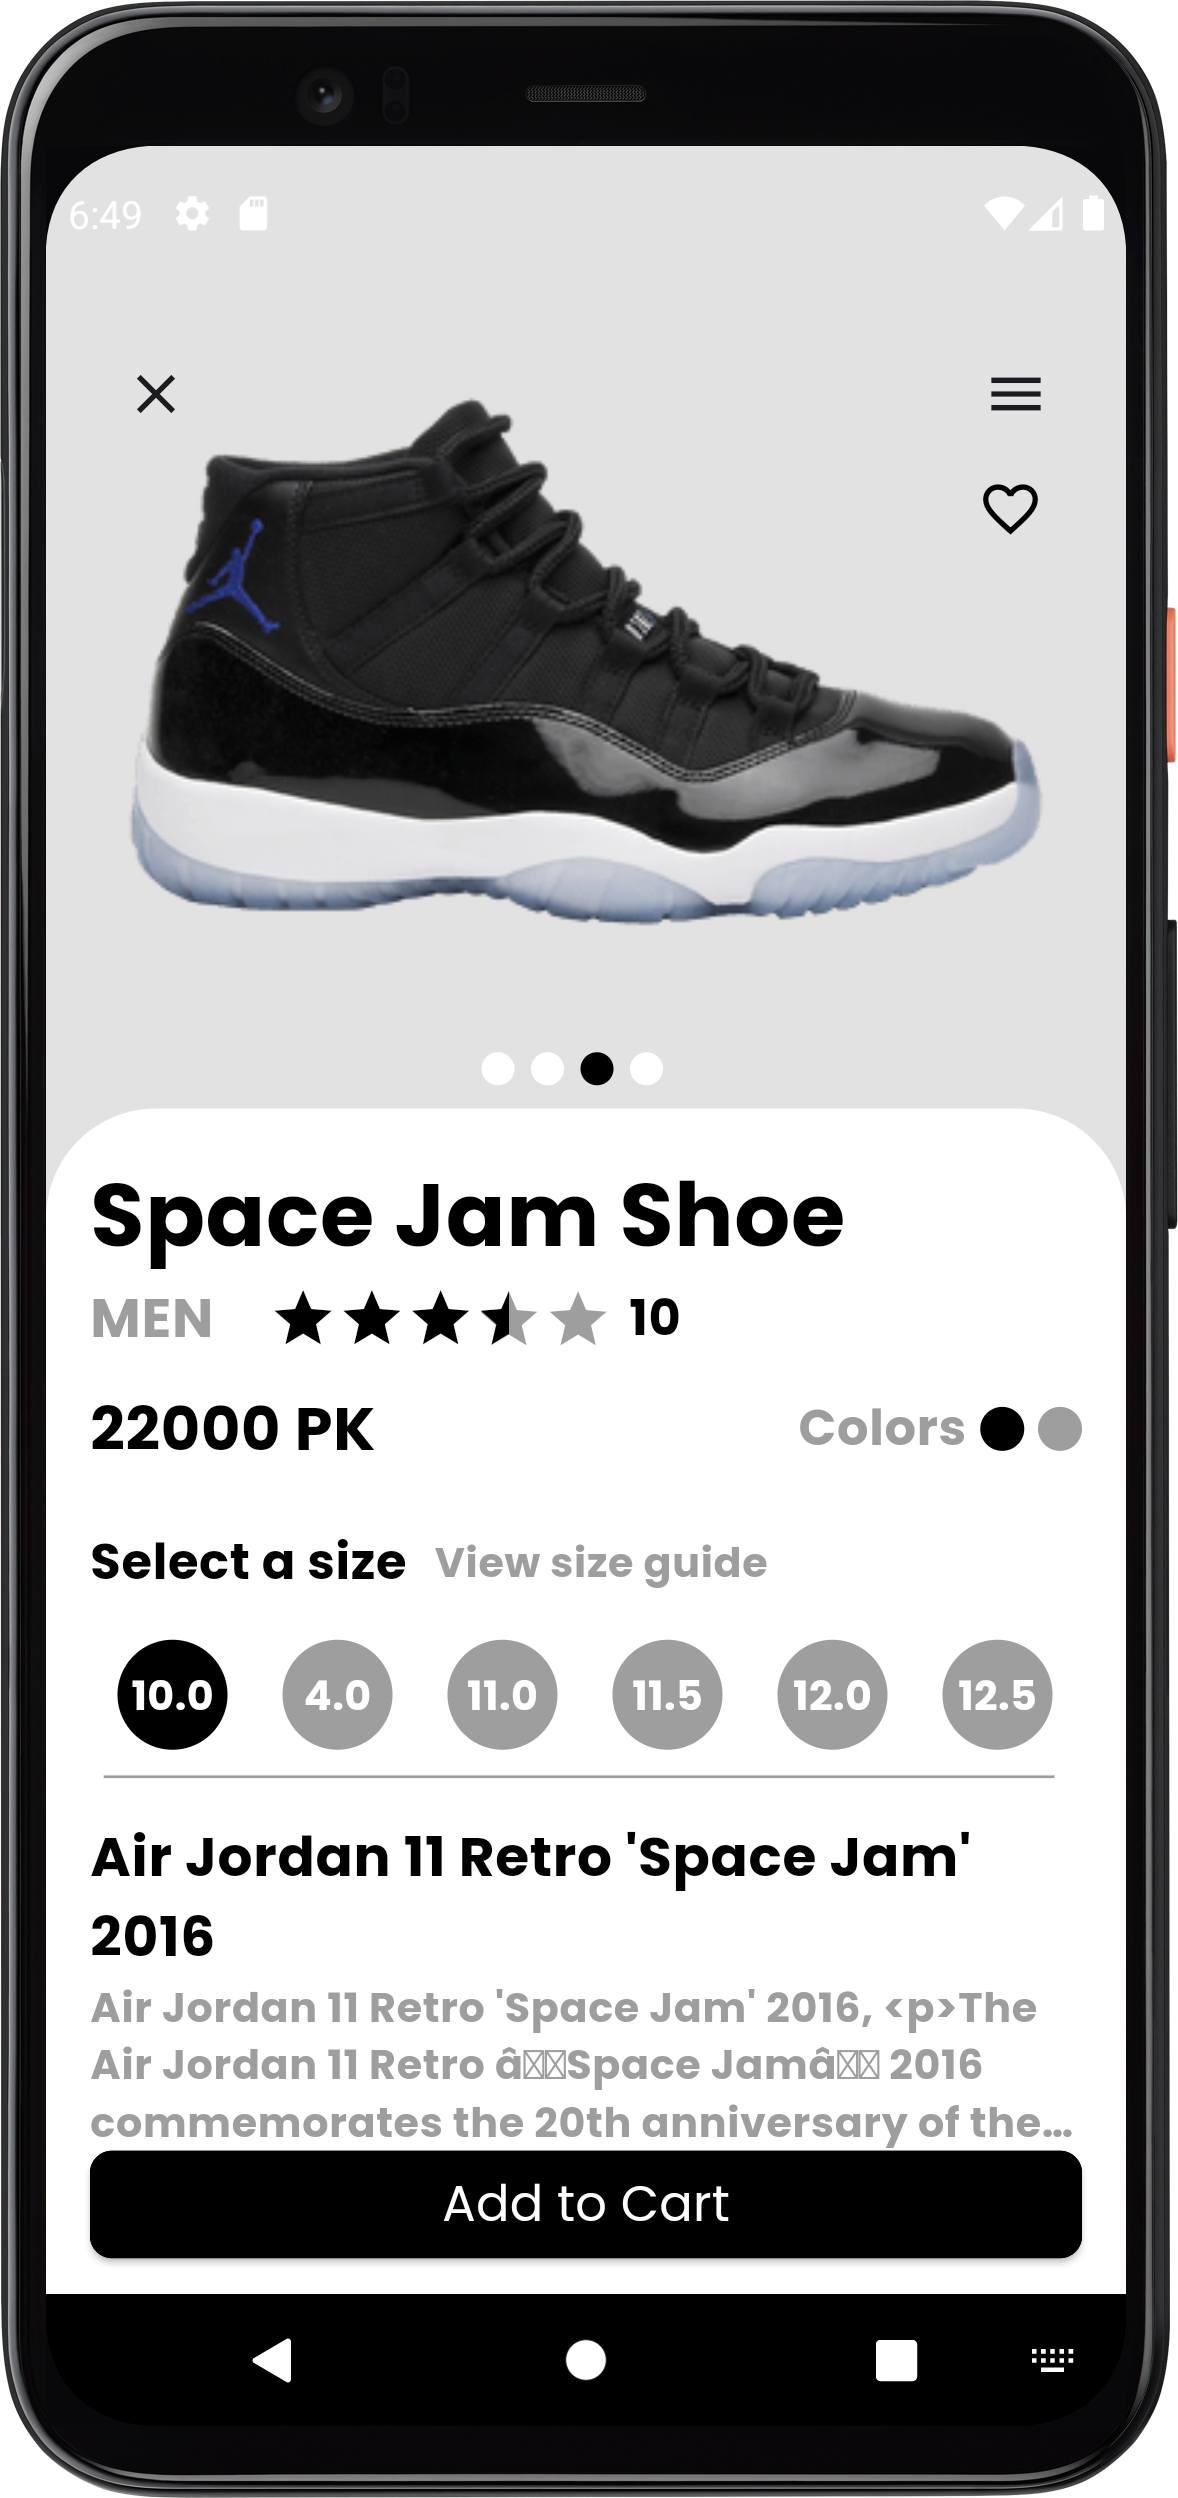 6:49
Space Jam Shoe
MEN 10
22000 PK Colors
Select a size View size guide
10.0 4.0 11.0 11.5 12.0 12.5
Air Jordan 11 Retro 'Space Jam'
2016
Air Jordan 11 Retro 'Space Jam' 2016, <p>The
Air Jordan 11 Retro âSpace Jamâ 2016
commemorates the 20th anniversary of the...
Add to Cart